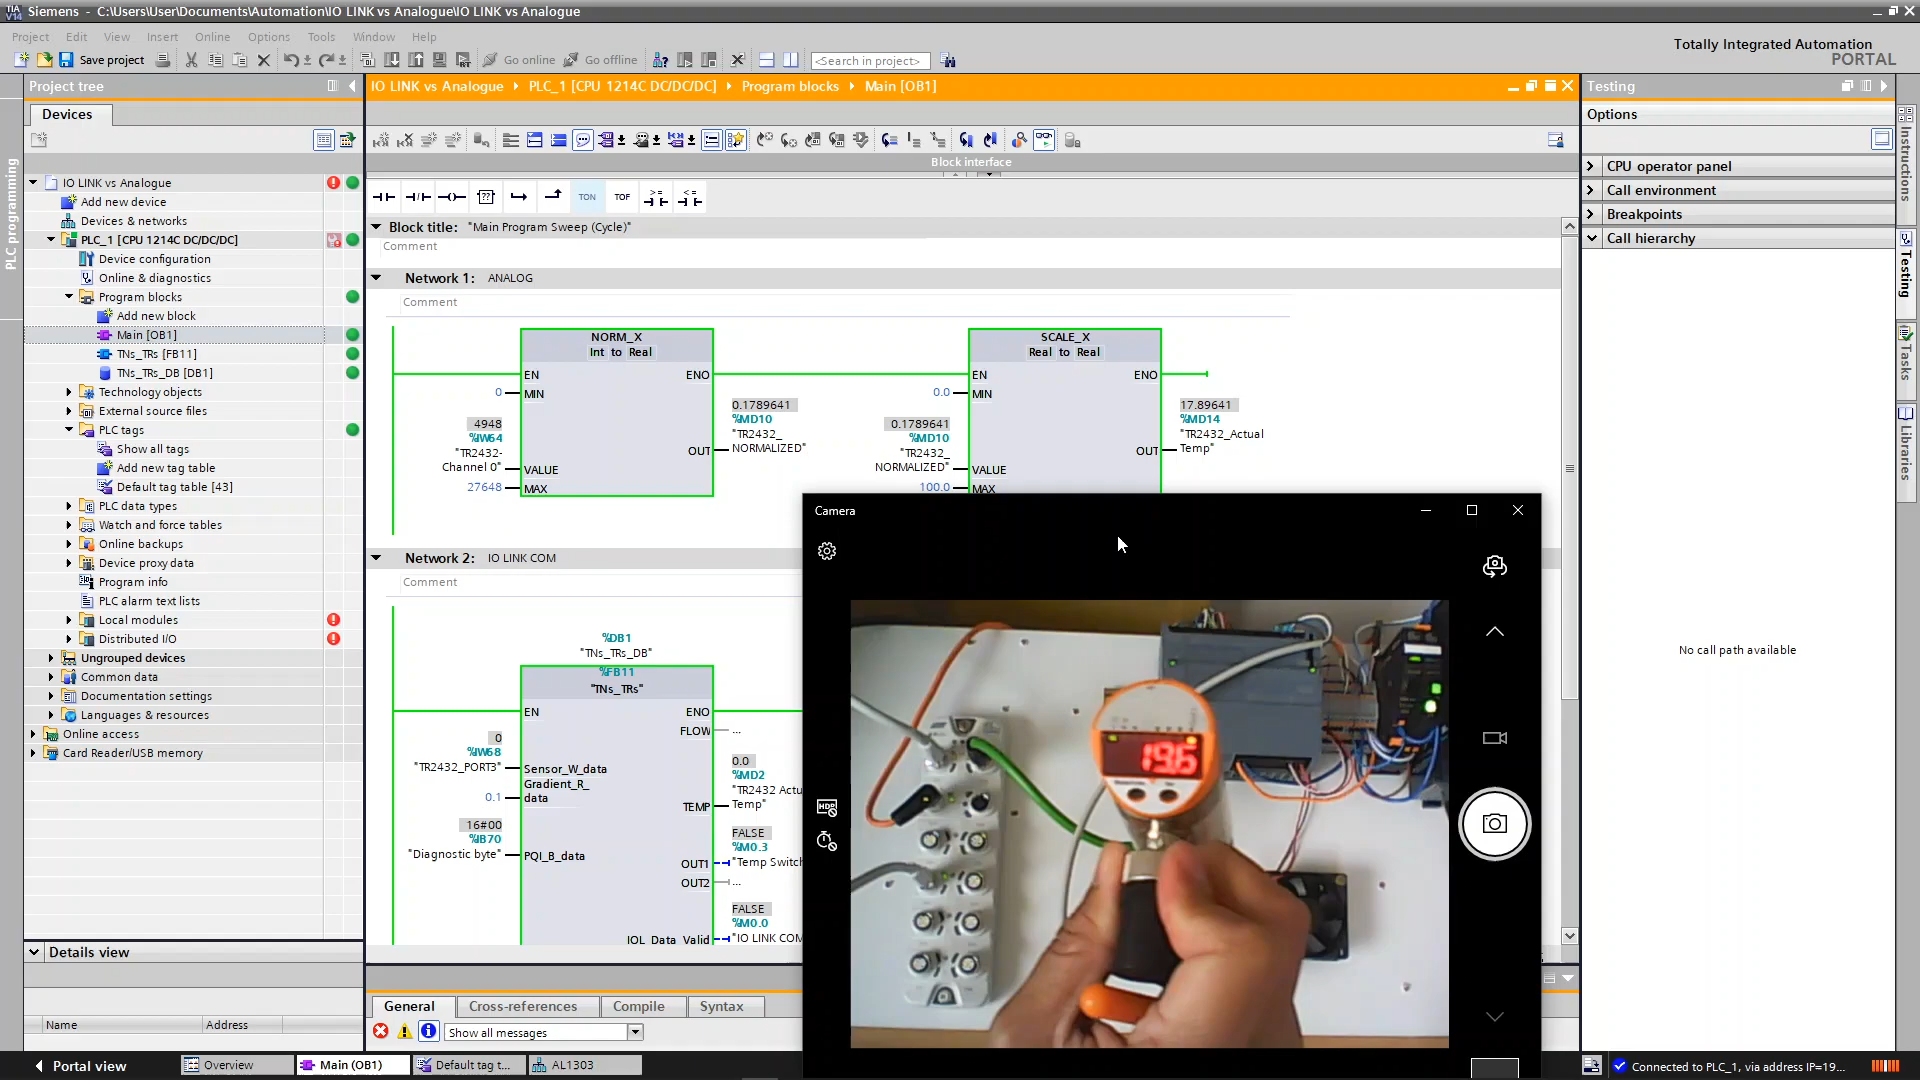 TIA V14 Siemens - C:\Users\User\Documents\Automation\IO LINK vs Analogue\IO LINK vs Analogue
Project Edit View Insert Online Options Tools Window Help
Totally Integrated Automation
PORTAL
Save project Go online Go offline <Search in project>
Project tree
IO LINK vs Analogue PLC_1 [CPU 1214C DC/DC/DC] Program blocks Main [OB1]
Testing
Devices
Options
PLC programming
Block interface
CPU operator panel
Call environment
Breakpoints
Call hierarchy
No call path available
Instructions
Testing
Tasks
Libraries
IO LINK vs Analogue
Add new device
Devices & networks
PLC_1 [CPU 1214C DC/DC/DC]
Device configuration
Online & diagnostics
Program blocks
Add new block
Main [OB1]
TNs_TRs [FB11]
TNs_TRs_DB [DB1]
Technology objects
External source files
PLC tags
Show all tags
Add new tag table
Default tag table [43]
PLC data types
Watch and force tables
Online backups
Device proxy data
Program info
PLC alarm text lists
Local modules
Distributed I/O
Ungrouped devices
Common data
Documentation settings
Languages & resources
Online access
Card Reader/USB memory
Details view
Name Address
?? TON TOF >= <=
Block title: "Main Program Sweep (Cycle)"
Comment
Network 1: ANALOG
Comment
NORM_X
Int to Real
EN ENO
0 MIN
4948
%IW64
"TR2432-
Channel 0" VALUE
27648 MAX
OUT
0.1789641
%MD10
"TR2432_
NORMALIZED"
SCALE_X
Real to Real
EN ENO
0.0 MIN
0.1789641
%MD10
"TR2432_
NORMALIZED" VALUE
100.0 MAX
OUT
17.89641
%MD14
"TR2432_Actual
Temp"
Network 2: IO LINK COM
Comment
%DB1
"TNs_TRs_DB"
%FB11
"TNs_TRs"
EN ENO
FLOW ...
0
%IW68
"TR2432_PORT3" Sensor_W_data
Gradient_R_
0.1 data
16#00
%IB70
"Diagnostic byte" PQI_B_data
0.0
%MD2
"TR2432 Actu
TEMP Temp"
FALSE
%M0.3
OUT1 "Temp Switch
OUT2 ...
FALSE
%M0.0
IOL_Data_Valid "IO LINK COM
Camera
HDR
19.6
General Cross-references Compile Syntax
Show all messages
Portal view Overview Main (OB1) Default tag t... AL1303
Connected to PLC_1, via address IP=19...